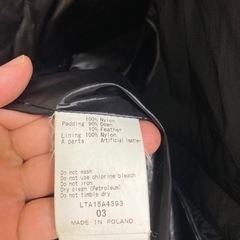 100% Nylon
Padding 90% Down
10% Feather
Lining 100% Nylon
A parts Artificial leather
Do not wash
Do not use chlorine bleach
Do not iron
Dry clean (Petroleum)
Do not tumble dry
LTA15A4393
03
MADE IN POLAND